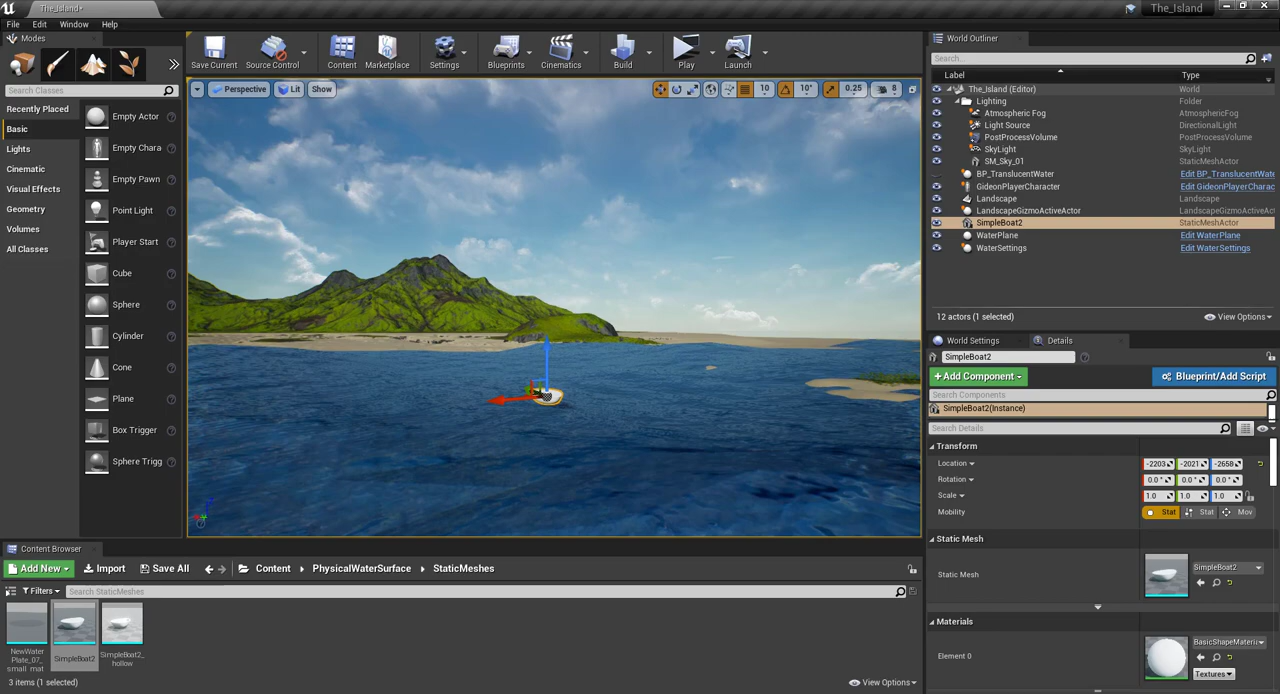 The_Island•
The_Island
File Edit Window Help
Modes
Search Classes
Recently Placed
Basic
Lights
Cinematic
Visual Effects
Geometry
Volumes
All Classes
Empty Actor
Empty Chara
Empty Pawn
Point Light
Player Start
Cube
Sphere
Cylinder
Cone
Plane
Box Trigger
Sphere Trigg
Save Current Source Control Content Marketplace Settings Blueprints Cinematics Build Play Launch
Perspective Lit Show 10 10° 0.25 8
World Outliner
Search...
Label Type
The_Island (Editor) World
Lighting Folder
Atmospheric Fog AtmosphericFog
Light Source DirectionalLight
PostProcessVolume PostProcessVolume
SkyLight SkyLight
SM_Sky_01 StaticMeshActor
BP_TranslucentWater Edit BP_TranslucentWate
GideonPlayerCharacter Edit GideonPlayerCharac
Landscape Landscape
LandscapeGizmoActiveActor LandscapeGizmoActiveAct
SimpleBoat2 StaticMeshActor
WaterPlane Edit WaterPlane
WaterSettings Edit WaterSettings
12 actors (1 selected) View Options
World Settings Details
SimpleBoat2
+Add Component Blueprint/Add Script
Search Components
SimpleBoat2(Instance)
Search Details
Transform
Location -2203 -2021 -2658
Rotation 0.0 ° 0.0 ° 0.0 °
Scale 1.0 1.0 1.0
Mobility Stat Stat Mov
Static Mesh
Static Mesh SimpleBoat2
Materials
Element 0 BasicShapeMateri
Textures
Content Browser
Add New Import Save All Content PhysicalWaterSurface StaticMeshes
Filters Search StaticMeshes
NewWater
Plate_07_
small_mat
SimpleBoat2
SimpleBoat2_
hollow
3 items (1 selected) View Options